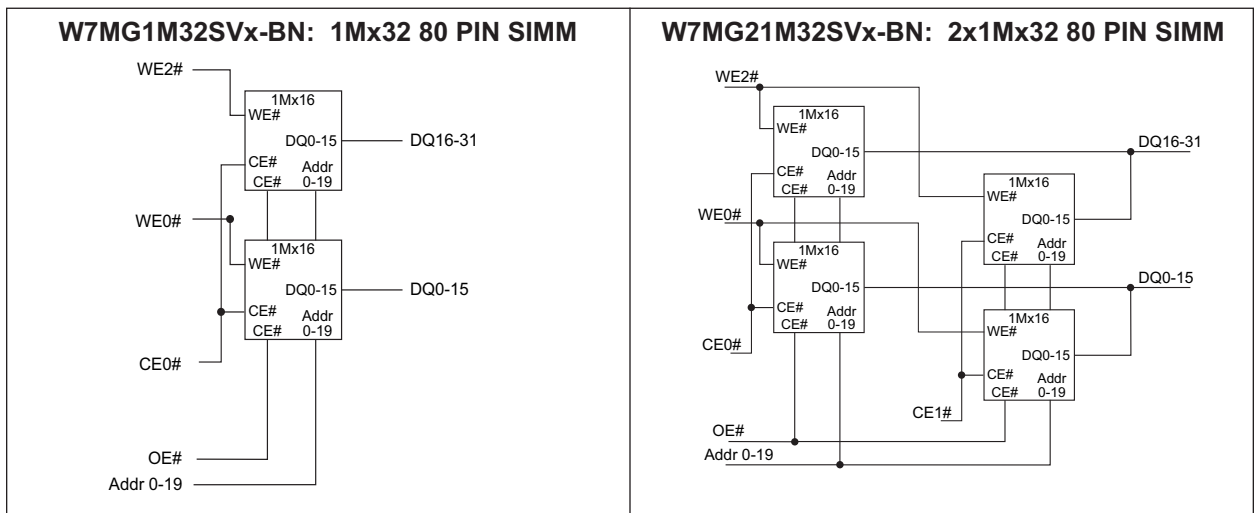 W7MG1M32SVx-BN: 1Mx32 80 PIN SIMM
WE2#
1Mx16
WE#
DQ0-15
DQ16-31
CE#
Addr
CE#
0-19
WE0#
1Mx16
WE#
DQ0-15
DQ0-15
CE#
Addr
CE#
0-19
CE0#
OE#
Addr 0-19
W7MG21M32SVx-BN: 2x1Mx32 80 PIN SIMM
WE2#
1Mx16
WE#
DQ0-15
DQ16-31
CE#
Addr
CE#
0-19
1Mx16
WE#
DQ0-15
CE#
Addr
CE#
0-19
WE0#
1Mx16
WE#
DQ0-15
DQ0-15
CE#
Addr
CE#
0-19
1Mx16
WE#
DQ0-15
CE#
Addr
CE#
0-19
CE0#
CE1#
OE#
Addr 0-19